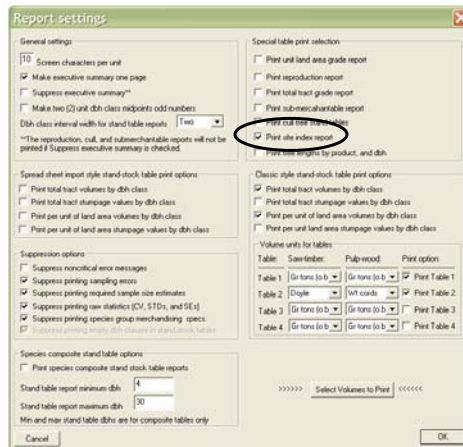 Report settings
General settings
10 Screen characters per unit
Make executive summary one page
Suppress executive summary**
Make two (2) unit dbh class midpoints odd numbers
Dbh class interval width for stand table reports Two
**The reproduction, cull, and submerchantable reports will not be
printed if Suppress executive summary is checked.
Special table print selection
Print unit land area grade report
Print reproduction report
Print total tract grade report
Print sub-mercahantable report
Print cull tree stand tables
Print site index report
Print tree lengths by product, and dbh
Spread sheet import style stand-stock table print options
Print total tract volumes by dbh class
Print total tract stumpage values by dbh class
Print per unit of land area volumes by dbh class
Print per unit of land area stumpage values by dbh class
Classic style stand-stock table print options
Print total tract volumes by dbh class
Print total tract stumpage values by dbh class
Print per unit of land area volumes by dbh class
Print per unit land area stumpage values by dbh class
Volume units for tables
Table: Saw-timber: Pulp-wood: Print option:
Table 1 Gr tons (o.b Gr tons (o.b Print Table 1
Table 2 Doyle Wt cords Print Table 2
Table 3 Gr tons (o.b Gr tons (o.b Print Table 3
Table 4 Gr tons (o.b Gr tons (o.b Print Table 4
Suppression options
Suppress noncritical error messages
Suppress printing sampling errors
Suppress printing required sample size estimates
Suppress printing raw statistics (CV, STDs, and SEs)
Suppress printing species group merchandising specs.
Suppress printing empty dbh classes in stand-stock tables
Species composite stand table options
Print species composite stand stock table reports
Stand table report minimum dbh 4
Stand table report maximum dbh 30
Min and max stand table dbhs are for composite tables only
>>>>>> Select Volumes to Print <<<<<<
Cancel
OK